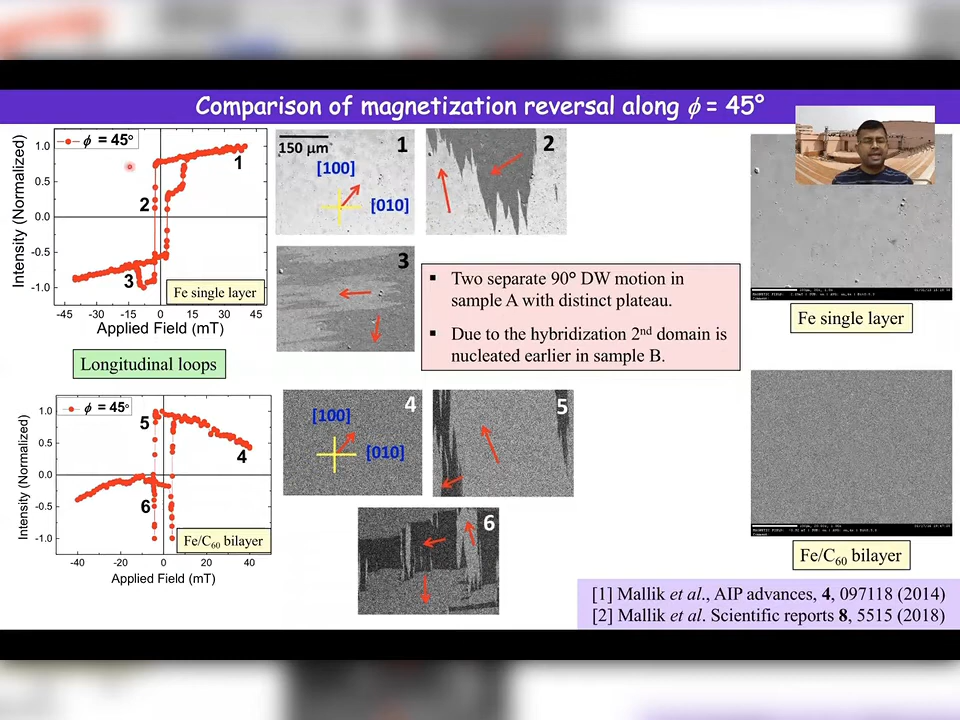 Comparison of magnetization reversal along ϕ = 45°
Intensity (Normalized)
1.0
0.5
0.0
-0.5
-1.0
ϕ = 45°
1
2
3
Fe single layer
-45 -30 -15 0 15 30 45
Applied Field (mT)
Longitudinal loops
150 μm
1
[100]
[010]
2
3
▪ Two separate 90° DW motion in
sample A with distinct plateau.
▪ Due to the hybridization 2nd domain is
nucleated earlier in sample B.
Fe single layer
Intensity (Normalized)
1.0
0.5
0.0
-0.5
-1.0
ϕ = 45°
5
4
6
Fe/C60 bilayer
-40 -20 0 20 40
Applied Field (mT)
4
[100]
[010]
5
6
Fe/C60 bilayer
[1] Mallik et al., AIP advances, 4, 097118 (2014)
[2] Mallik et al. Scientific reports 8, 5515 (2018)